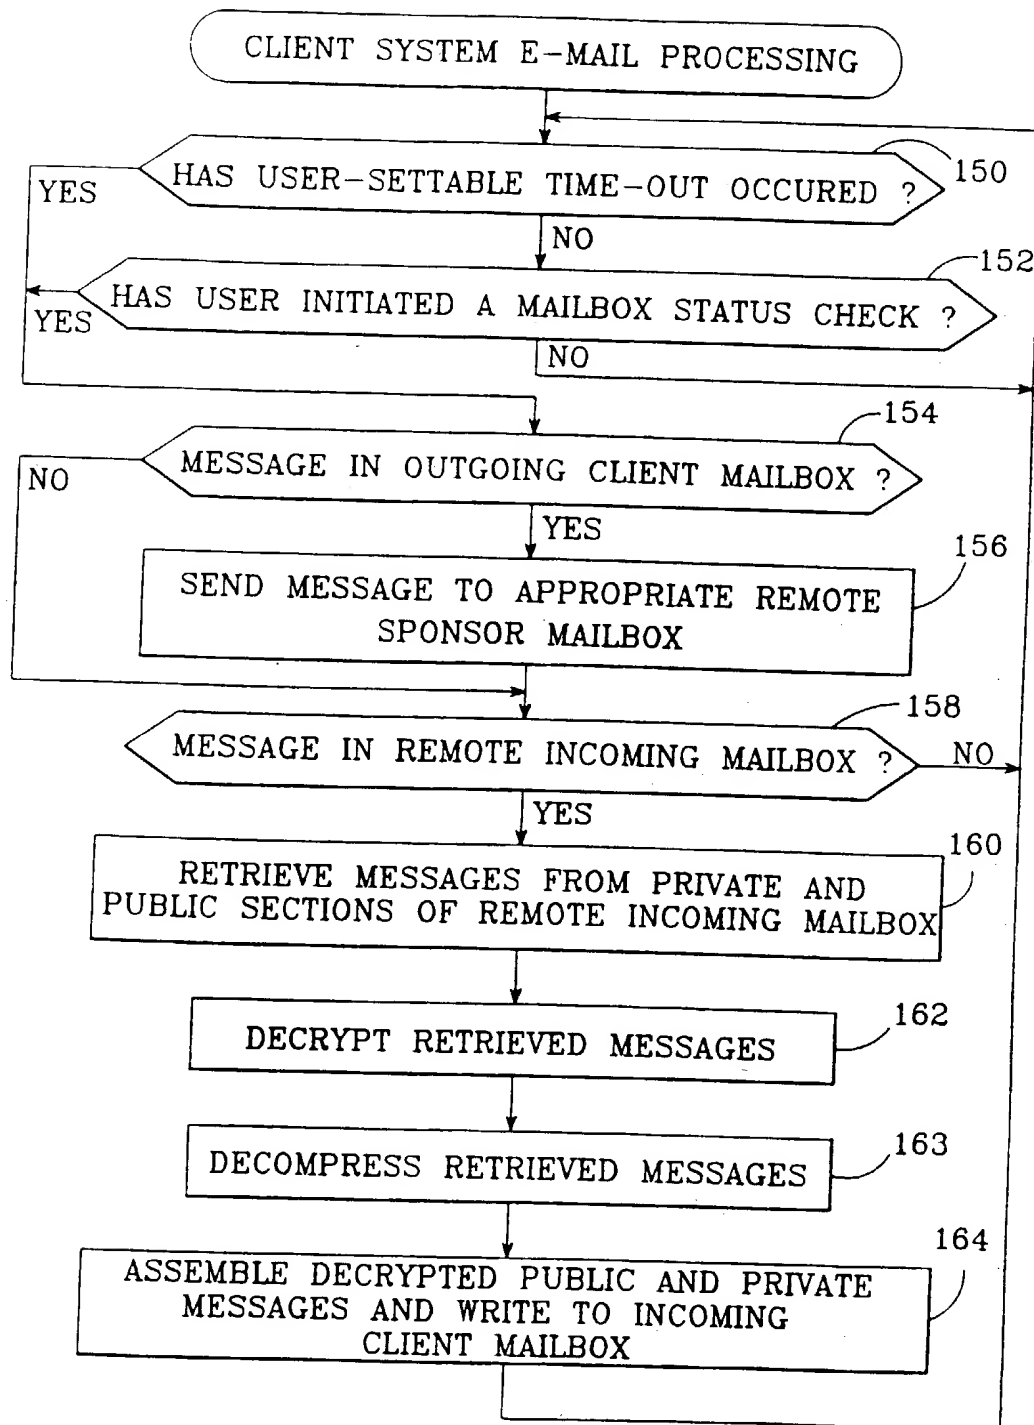 CLIENT SYSTEM E-MAIL PROCESSING
150
HAS USER-SETTABLE TIME-OUT OCCURED ?
YES
NO
152
HAS USER INITIATED A MAILBOX STATUS CHECK ?
YES
NO
154
MESSAGE IN OUTGOING CLIENT MAILBOX ?
NO
YES
156
SEND MESSAGE TO APPROPRIATE REMOTE
SPONSOR MAILBOX
158
MESSAGE IN REMOTE INCOMING MAILBOX ?
NO
YES
160
RETRIEVE MESSAGES FROM PRIVATE AND
PUBLIC SECTIONS OF REMOTE INCOMING MAILBOX
162
DECRYPT RETRIEVED MESSAGES
163
DECOMPRESS RETRIEVED MESSAGES
164
ASSEMBLE DECRYPTED PUBLIC AND PRIVATE
MESSAGES AND WRITE TO INCOMING
CLIENT MAILBOX